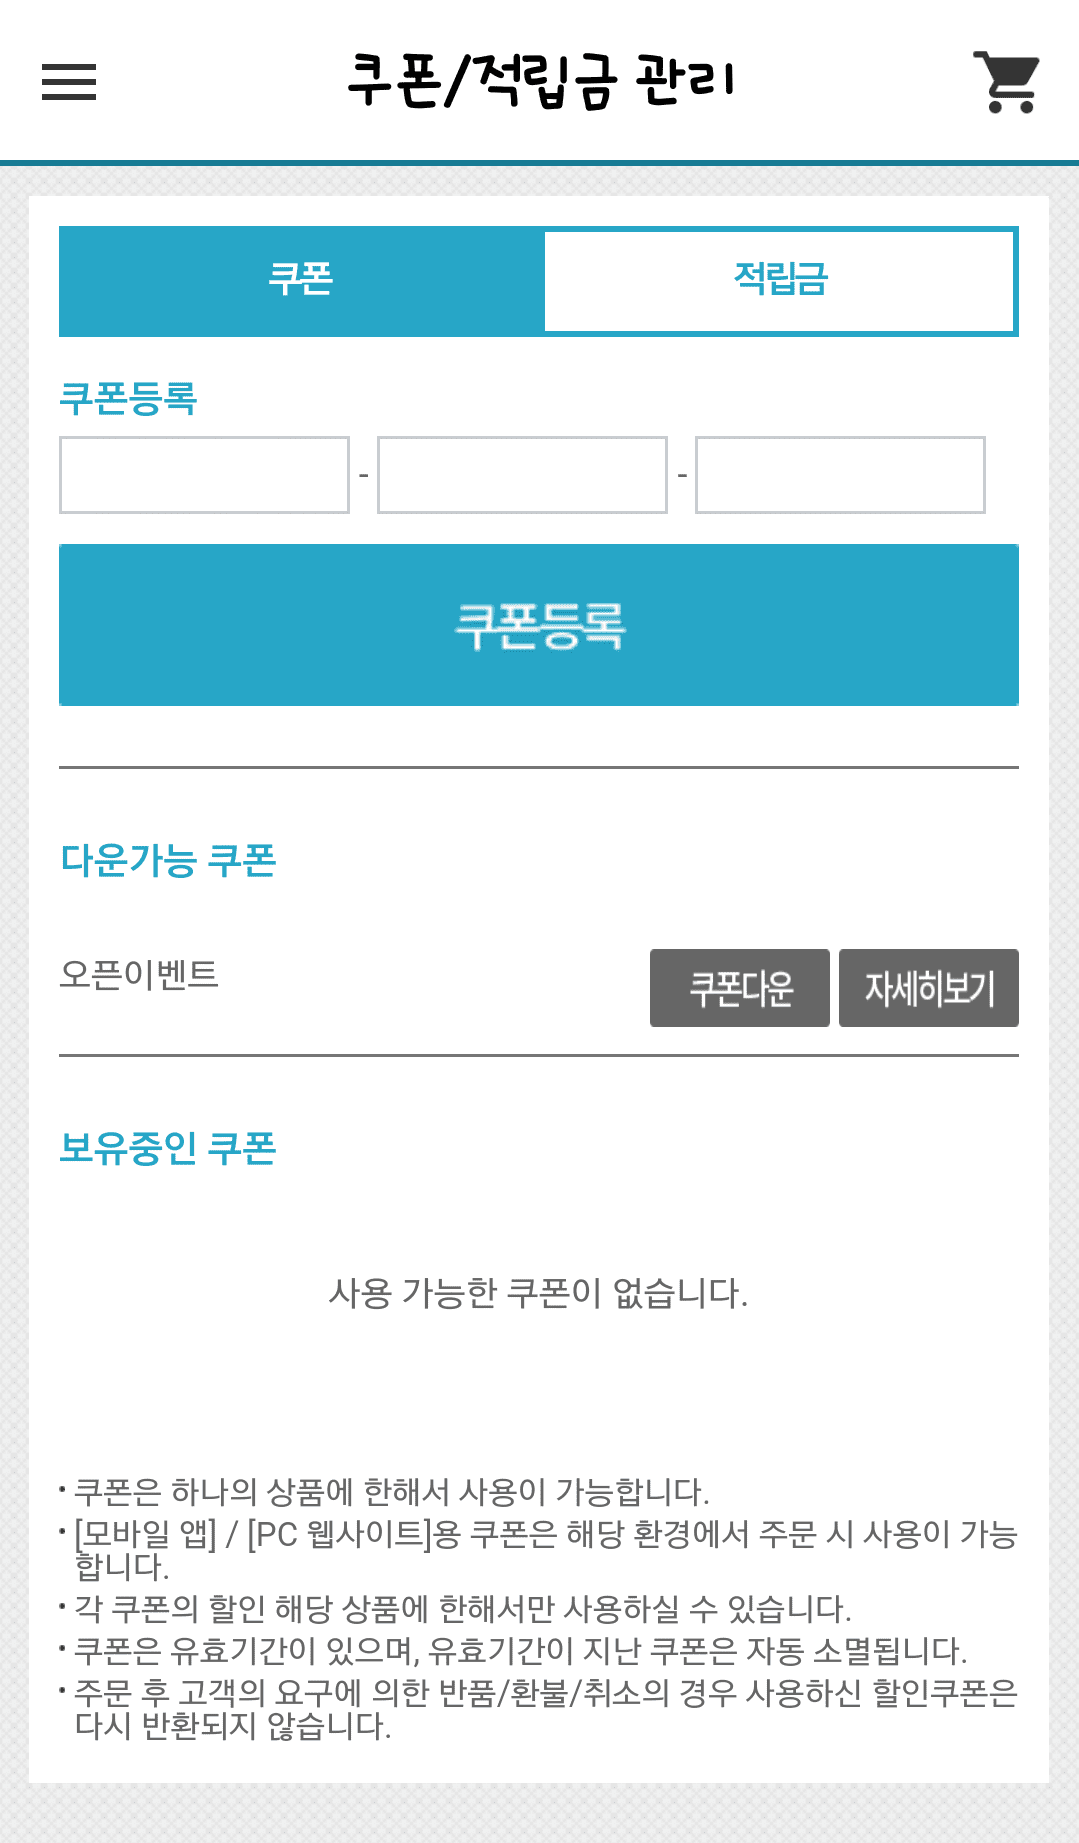 쿠폰/적립금 관리
쿠폰
적립금
쿠폰등록
- -
쿠폰등록
다운가능 쿠폰
오픈이벤트
쿠폰다운
자세히보기
보유중인 쿠폰
사용 가능한 쿠폰이 없습니다.
• 쿠폰은 하나의 상품에 한해서 사용이 가능합니다.
• [모바일 앱] / [PC 웹사이트]용 쿠폰은 해당 환경에서 주문 시 사용이 가능
합니다.
• 각 쿠폰의 할인 해당 상품에 한해서만 사용하실 수 있습니다.
• 쿠폰은 유효기간이 있으며, 유효기간이 지난 쿠폰은 자동 소멸됩니다.
• 주문 후 고객의 요구에 의한 반품/환불/취소의 경우 사용하신 할인쿠폰은
다시 반환되지 않습니다.